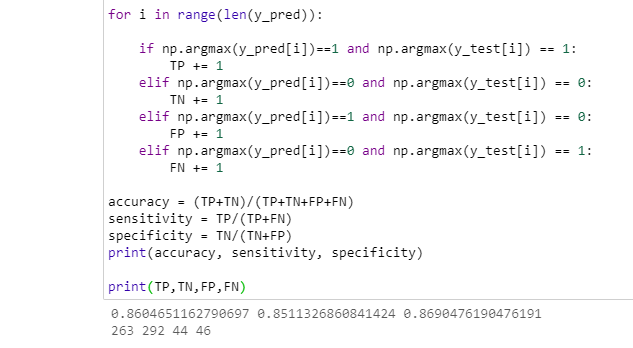 for i in range(len(y_pred)):
if np.argmax(y_pred[i])==1 and np.argmax(y_test[i]) == 1:
TP += 1
elif np.argmax(y_pred[i])==0 and np.argmax(y_test[i]) == 0:
TN += 1
elif np.argmax(y_pred[i])==1 and np.argmax(y_test[i]) == 0:
FP += 1
elif np.argmax(y_pred[i])==0 and np.argmax(y_test[i]) == 1:
FN += 1
accuracy = (TP+TN)/(TP+TN+FP+FN)
sensitivity = TP/(TP+FN)
specificity = TN/(TN+FP)
print(accuracy, sensitivity, specificity)
print(TP,TN,FP,FN)
0.8604651162790697 0.8511326860841424 0.8690476190476191
263 292 44 46